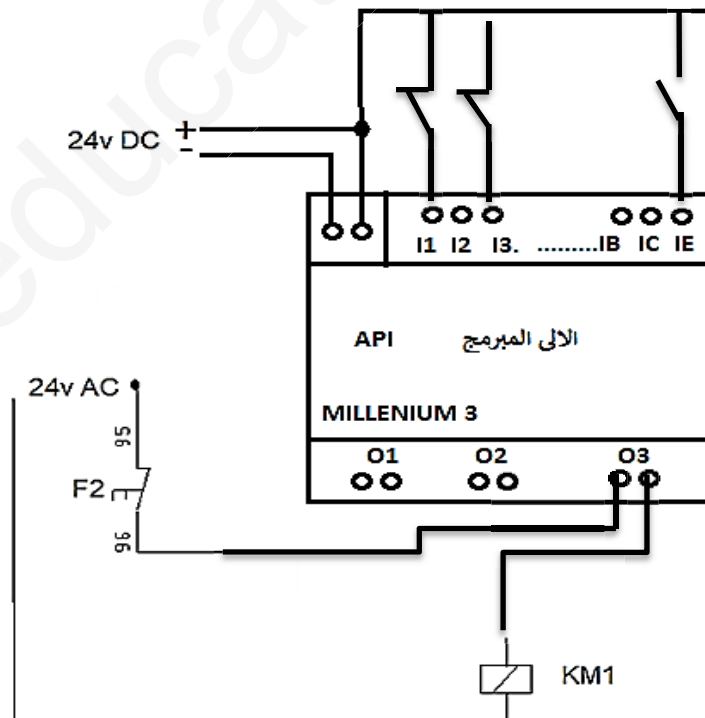 24v DC + -
I1 I2 I3. .........IB IC IE
API الالى المبرمج
24v AC
MILLENIUM 3
95
O1 O2 O3
F2
96
KM1
educat